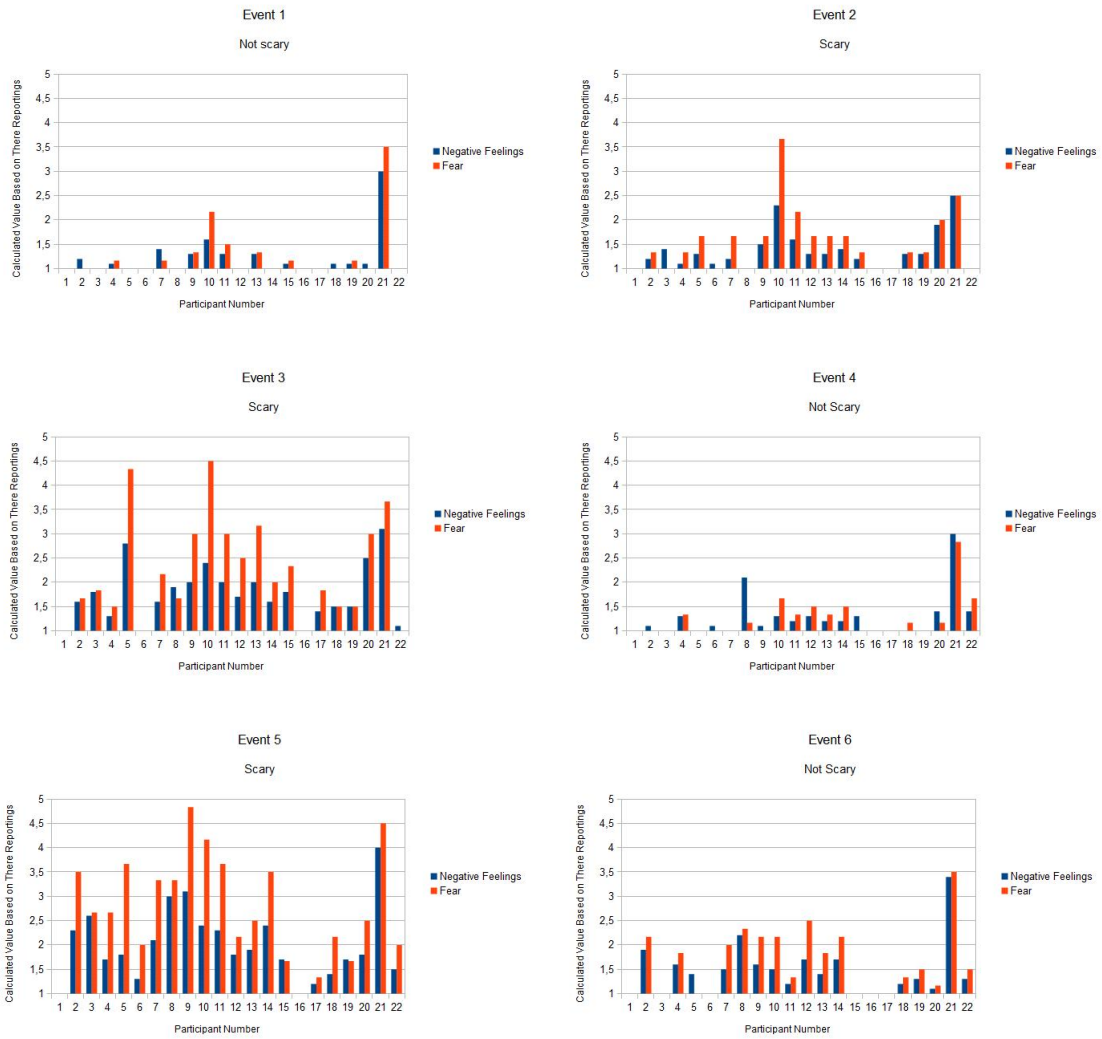 Event 1
Not scary
Calculated Value Based on There Reportings
5
4,5
4
3,5
3
2,5
2
1,5
1
1 2 3 4 5 6 7 8 9 10 11 12 13 14 15 16 17 18 19 20 21 22
Participant Number
Negative Feelings
Fear
Event 2
Scary
Calculated Value Based on There Reportings
5
4,5
4
3,5
3
2,5
2
1,5
1
1 2 3 4 5 6 7 8 9 10 11 12 13 14 15 16 17 18 19 20 21 22
Participant Number
Negative Feelings
Fear
Event 3
Scary
Calculated Value Based on There Reportings
5
4,5
4
3,5
3
2,5
2
1,5
1
1 2 3 4 5 6 7 8 9 10 11 12 13 14 15 16 17 18 19 20 21 22
Participant Number
Negative Feelings
Fear
Event 4
Not Scary
Calculated Value Based on There Reportings
5
4,5
4
3,5
3
2,5
2
1,5
1
1 2 3 4 5 6 7 8 9 10 11 12 13 14 15 16 17 18 19 20 21 22
Participant Number
Negative Feelings
Fear
Event 5
Scary
Calculated Value Based on There Reportings
5
4,5
4
3,5
3
2,5
2
1,5
1
1 2 3 4 5 6 7 8 9 10 11 12 13 14 15 16 17 18 19 20 21 22
Participant Number
Negative Feelings
Fear
Event 6
Not Scary
Calculated Value Based on There Reportings
5
4,5
4
3,5
3
2,5
2
1,5
1
1 2 3 4 5 6 7 8 9 10 11 12 13 14 15 16 17 18 19 20 21 22
Participant Number
Negative Feelings
Fear